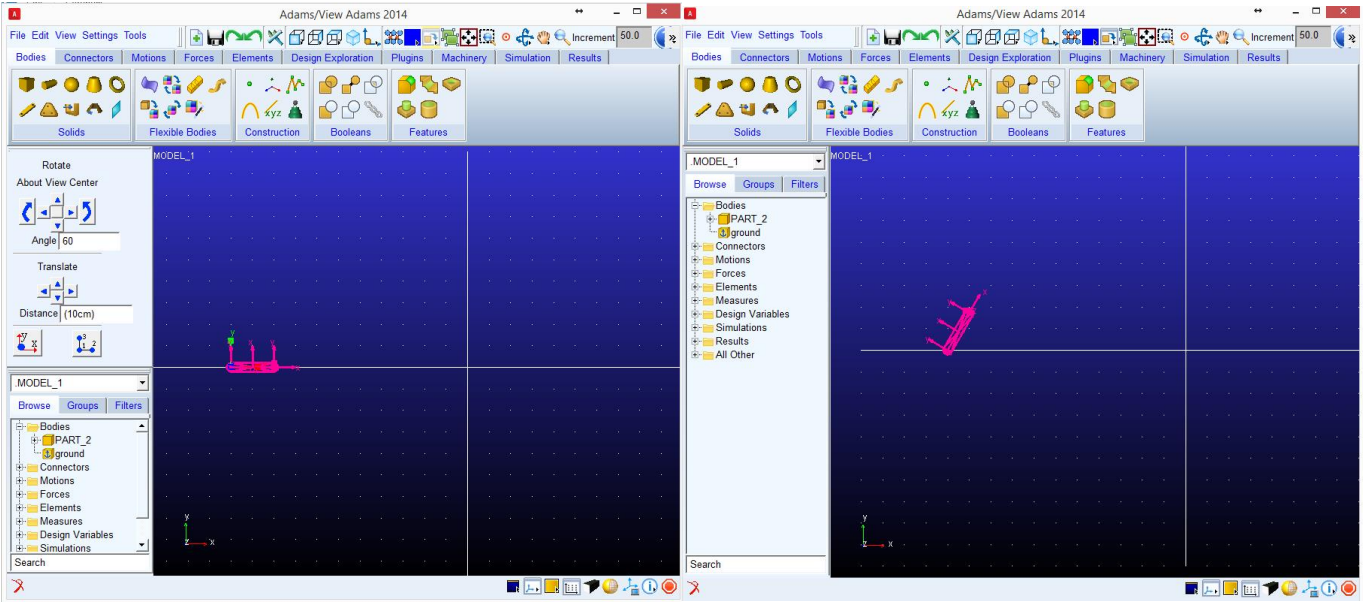 Adams/View Adams 2014
File Edit View Settings Tools
Increment 50.0
Bodies Connectors Motions Forces Elements Design Exploration Plugins Machinery Simulation Results
xyz
Solids Flexible Bodies Construction Booleans Features
Rotate
About View Center
Angle 60
Translate
Distance (10cm)
y x
3 1 2
.MODEL_1
Browse Groups Filters
Bodies
PART_2
ground
Connectors
Motions
Forces
Elements
Measures
Design Variables
Simulations
Search
MODEL_1
y
y
z x
Adams/View Adams 2014
File Edit View Settings Tools
Increment 50.0
Bodies Connectors Motions Forces Elements Design Exploration Plugins Machinery Simulation Results
xyz
Solids Flexible Bodies Construction Booleans Features
.MODEL_1
Browse Groups Filters
Bodies
PART_2
ground
Connectors
Motions
Forces
Elements
Measures
Design Variables
Simulations
Results
All Other
Search
MODEL_1
x
y
z x